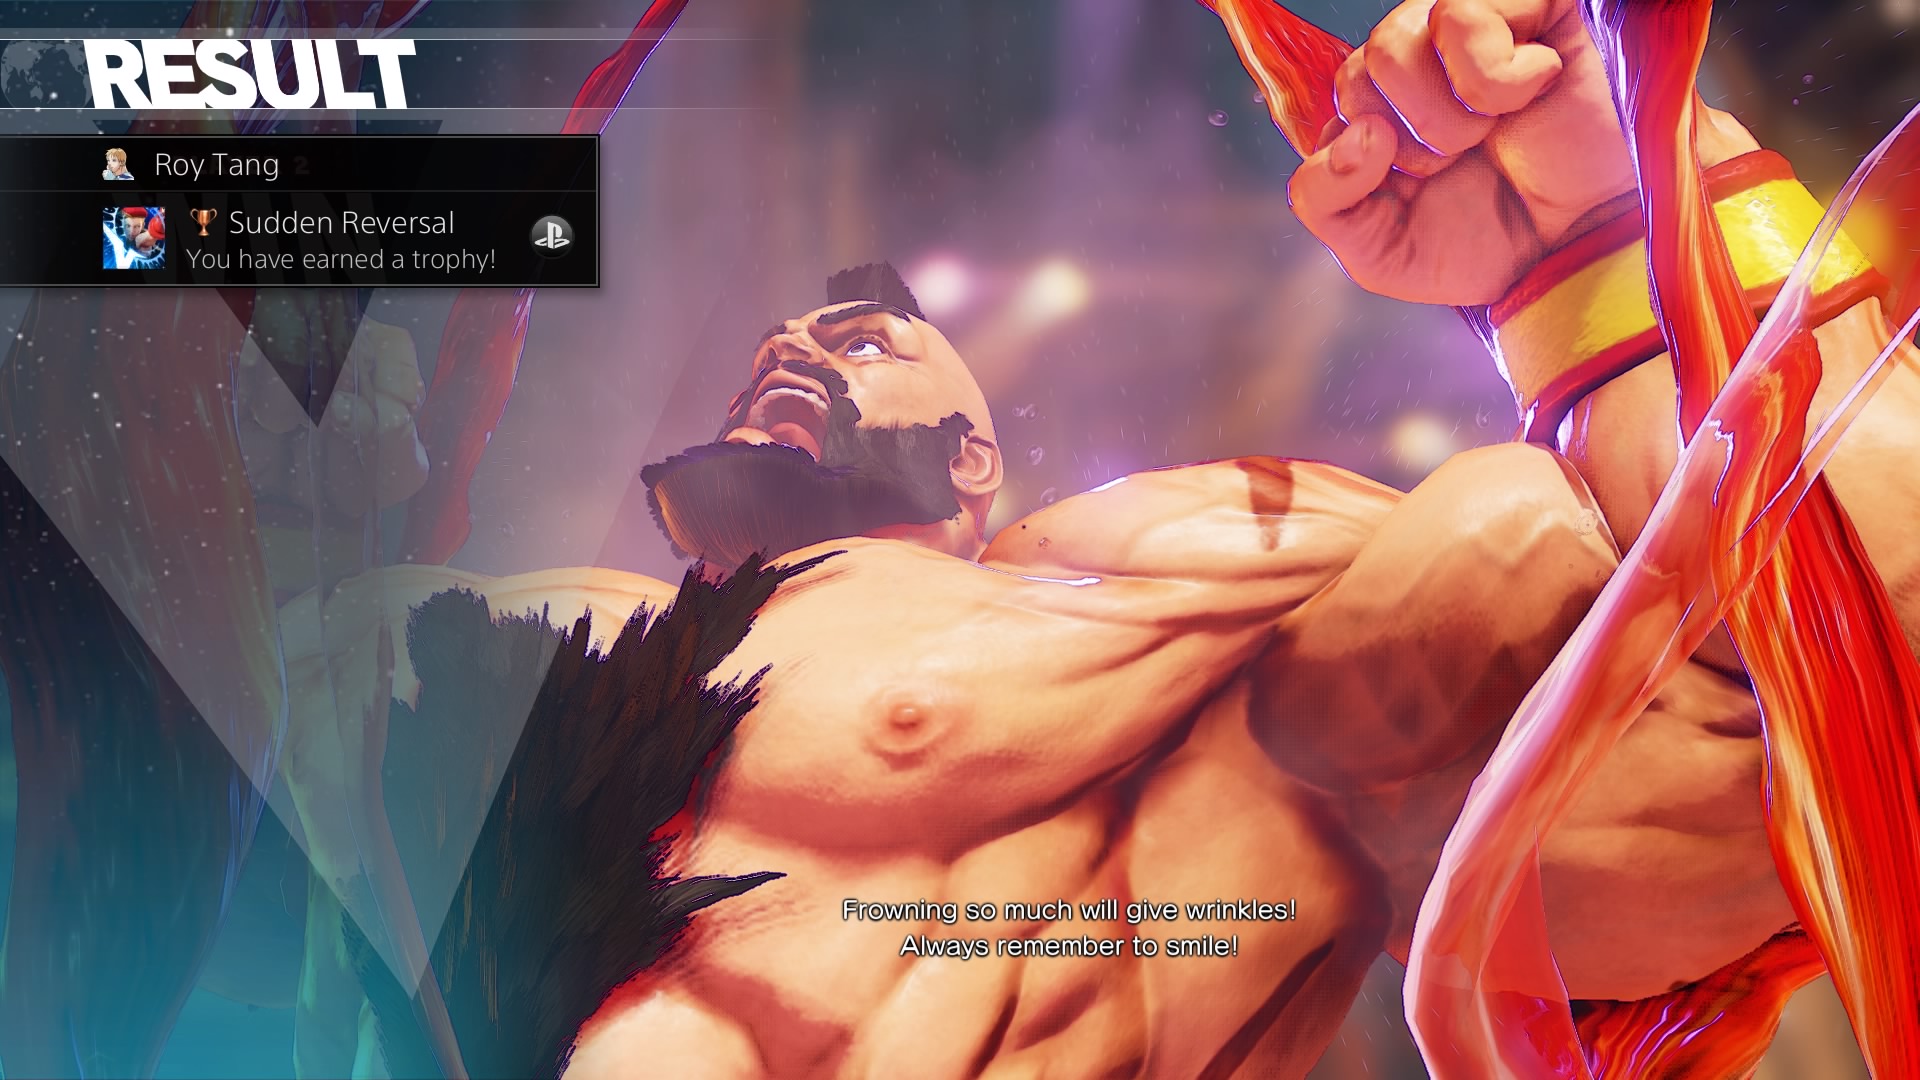 RESULT
Roy Tang
2
Sudden Reversal
You have earned a trophy!
Frowning so much will give wrinkles!
Always remember to smile!